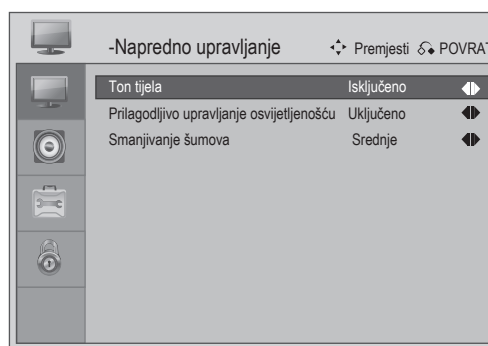 -Napredno upravljanje Premjesti POVRAT
Ton tijela Isključeno
Prilagodljivo upravljanje osvijetljenošću Uključeno
Smanjivanje šumova Srednje